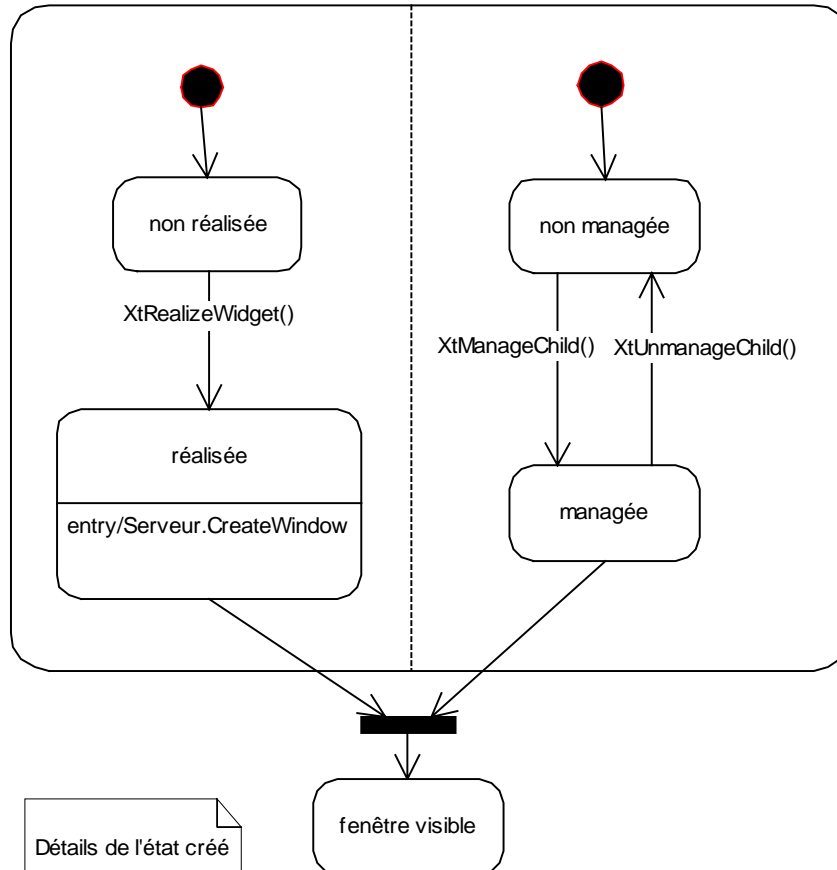 non réalisée
non managée
XtRealizeWidget()
XtManageChild()
XtUnmanageChild()
réalisée
entry/Serveur.CreateWindow
managée
fenêtre visible
Détails de l'état créé